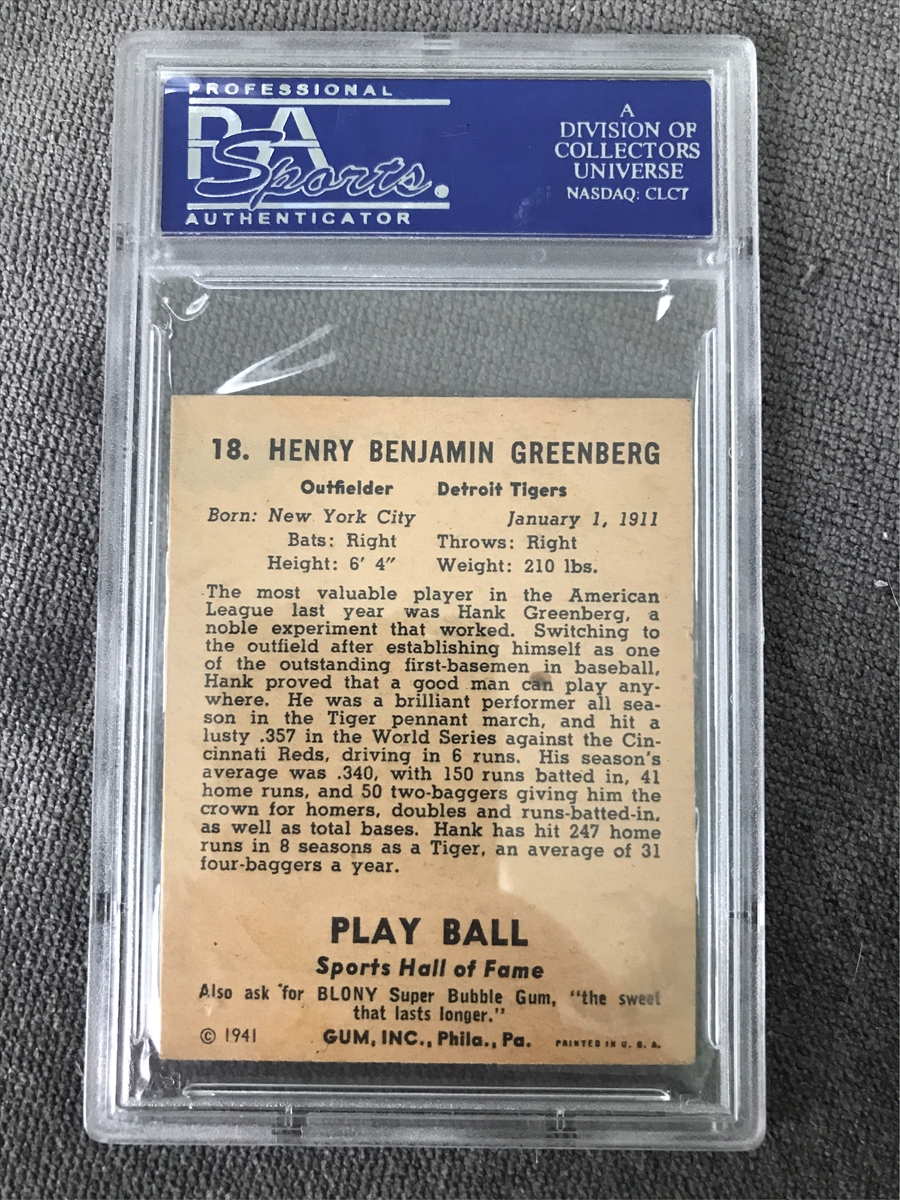 PROFESSIONAL
PSA
Sports.
AUTHENTICATOR
A
DIVISION OF
COLLECTORS
UNIVERSE
NASDAQ: CLCT
18. HENRY BENJAMIN GREENBERG
Outfielder Detroit Tigers
Born: New York City January 1, 1911
Bats: Right Throws: Right
Height: 6' 4" Weight: 210 lbs.
The most valuable player in the American
League last year was Hank Greenberg, a
noble experiment that worked. Switching to
the outfield after establishing himself as one
of the outstanding first-basemen in baseball,
Hank proved that a good man can play any-
where. He was a brilliant performer all sea-
son in the Tiger pennant march, and hit a
lusty .357 in the World Series against the Cin-
cinnati Reds, driving in 6 runs. His season's
average was .340, with 150 runs batted in, 41
home runs, and 50 two-baggers giving him the
crown for homers, doubles and runs-batted-in,
as well as total bases. Hank has hit 247 home
runs in 8 seasons as a Tiger, an average of 31
four-baggers a year.
PLAY BALL
Sports Hall of Fame
Also ask for BLONY Super Bubble Gum, "the sweet
that lasts longer."
© 1941 GUM, INC., Phila., Pa. PRINTED IN U. S. A.